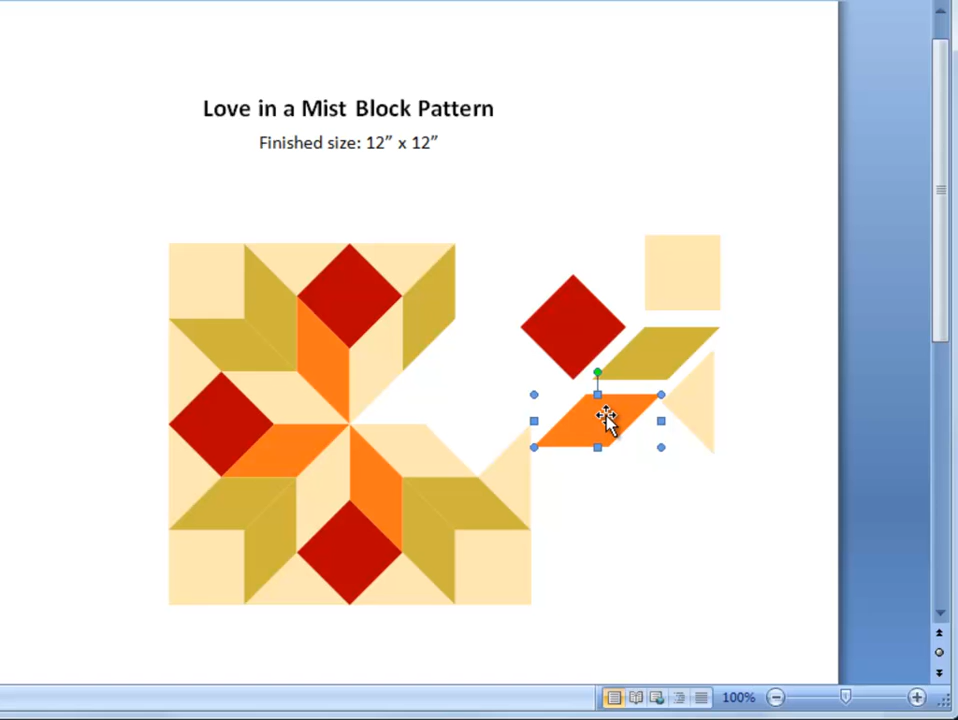 Love in a Mist Block Pattern
Finished size: 12” x 12”
100%